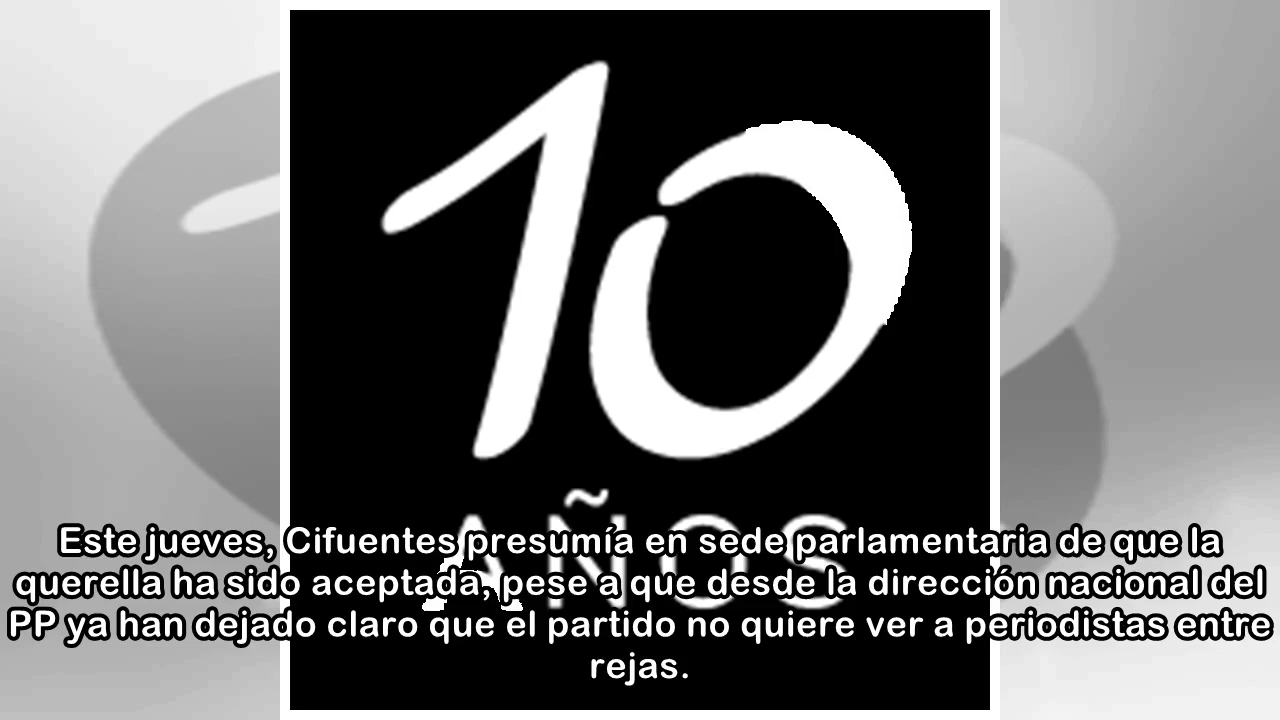 10
AÑOS
Este jueves, Cifuentes presumía en sede parlamentaria de que la
querella ha sido aceptada, pese a que desde la dirección nacional del
PP ya han dejado claro que el partido no quiere ver a periodistas entre
rejas.